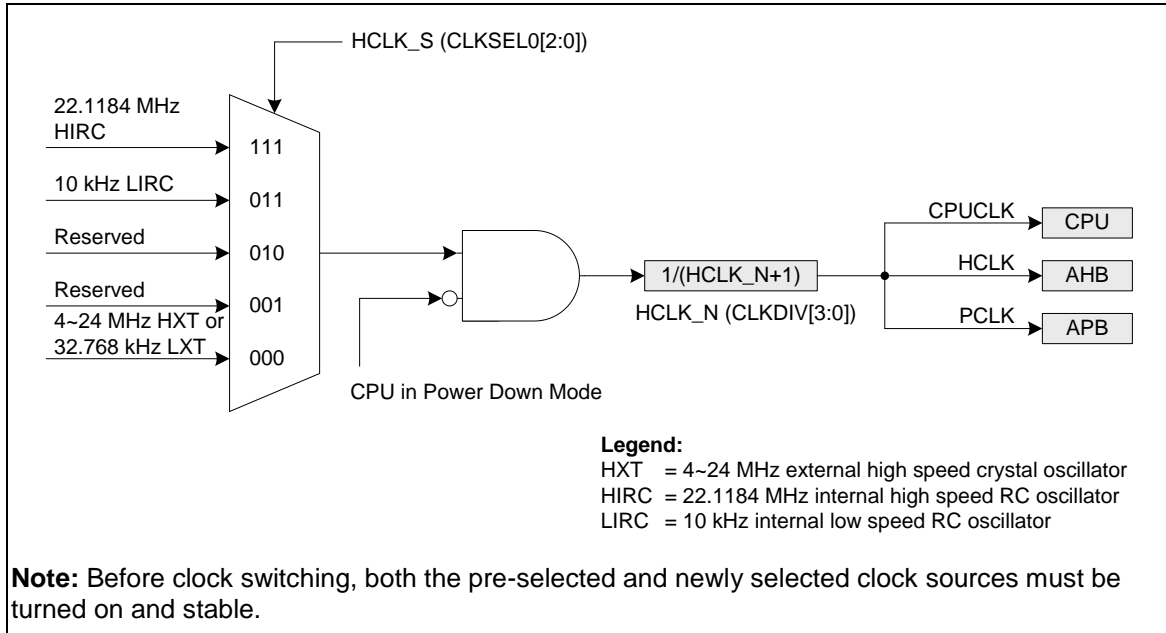 HCLK_S (CLKSEL0[2:0])
22.1184 MHz
HIRC
111
10 kHz LIRC
011
Reserved
010
Reserved
001
4~24 MHz HXT or
32.768 kHz LXT
000
CPU in Power Down Mode
1/(HCLK_N+1)
HCLK_N (CLKDIV[3:0])
CPUCLK
CPU
HCLK
AHB
PCLK
APB
Legend:
HXT = 4~24 MHz external high speed crystal oscillator
HIRC = 22.1184 MHz internal high speed RC oscillator
LIRC = 10 kHz internal low speed RC oscillator
Note: Before clock switching, both the pre-selected and newly selected clock sources must be
turned on and stable.